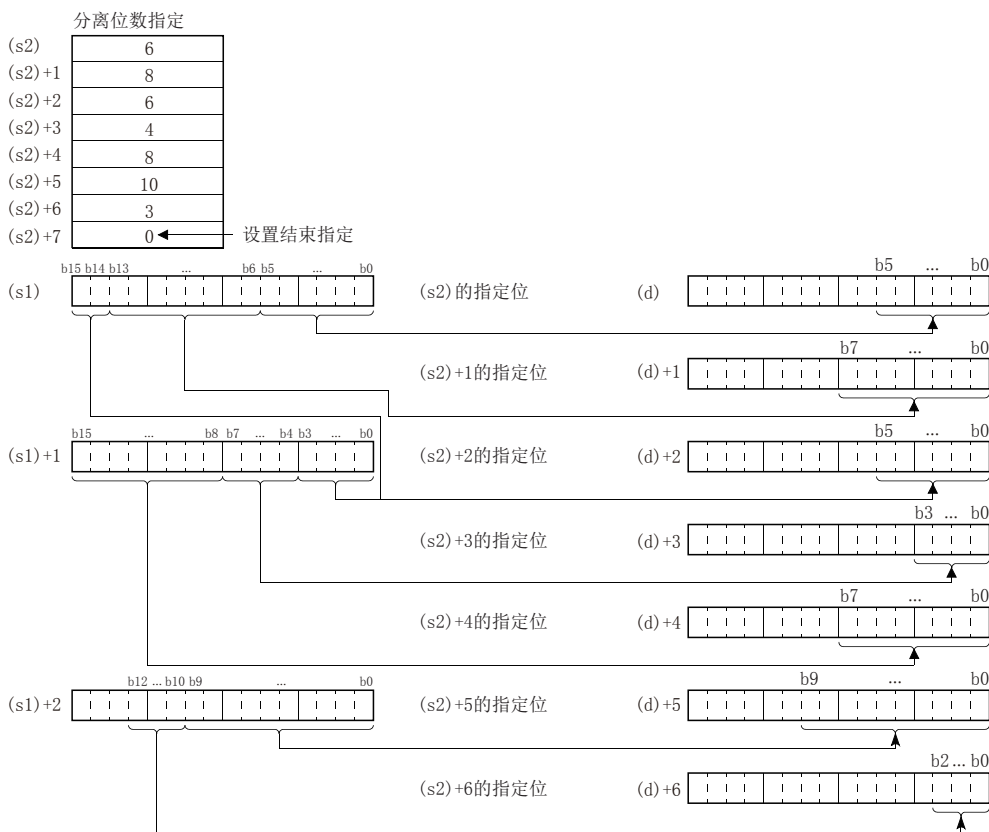 分离位数指定
(s2) 6
(s2)+1 8
(s2)+2 6
(s2)+3 4
(s2)+4 8
(s2)+5 10
(s2)+6 3
(s2)+7 0 设置结束指定
b15 b14 b13 ... b6 b5 ... b0 b5 ... b0
(s1) (s2)的指定位 (d)
b7 ... b0
(s2)+1的指定位 (d)+1
b15 ... b8 b7 ... b4 b3 ... b0 b5 ... b0
(s1)+1 (s2)+2的指定位 (d)+2
b3 ... b0
(s2)+3的指定位 (d)+3
b7 ... b0
(s2)+4的指定位 (d)+4
b12 ... b10 b9 ... b0 b9 ... b0
(s1)+2 (s2)+5的指定位 (d)+5
b2 ... b0
(s2)+6的指定位 (d)+6